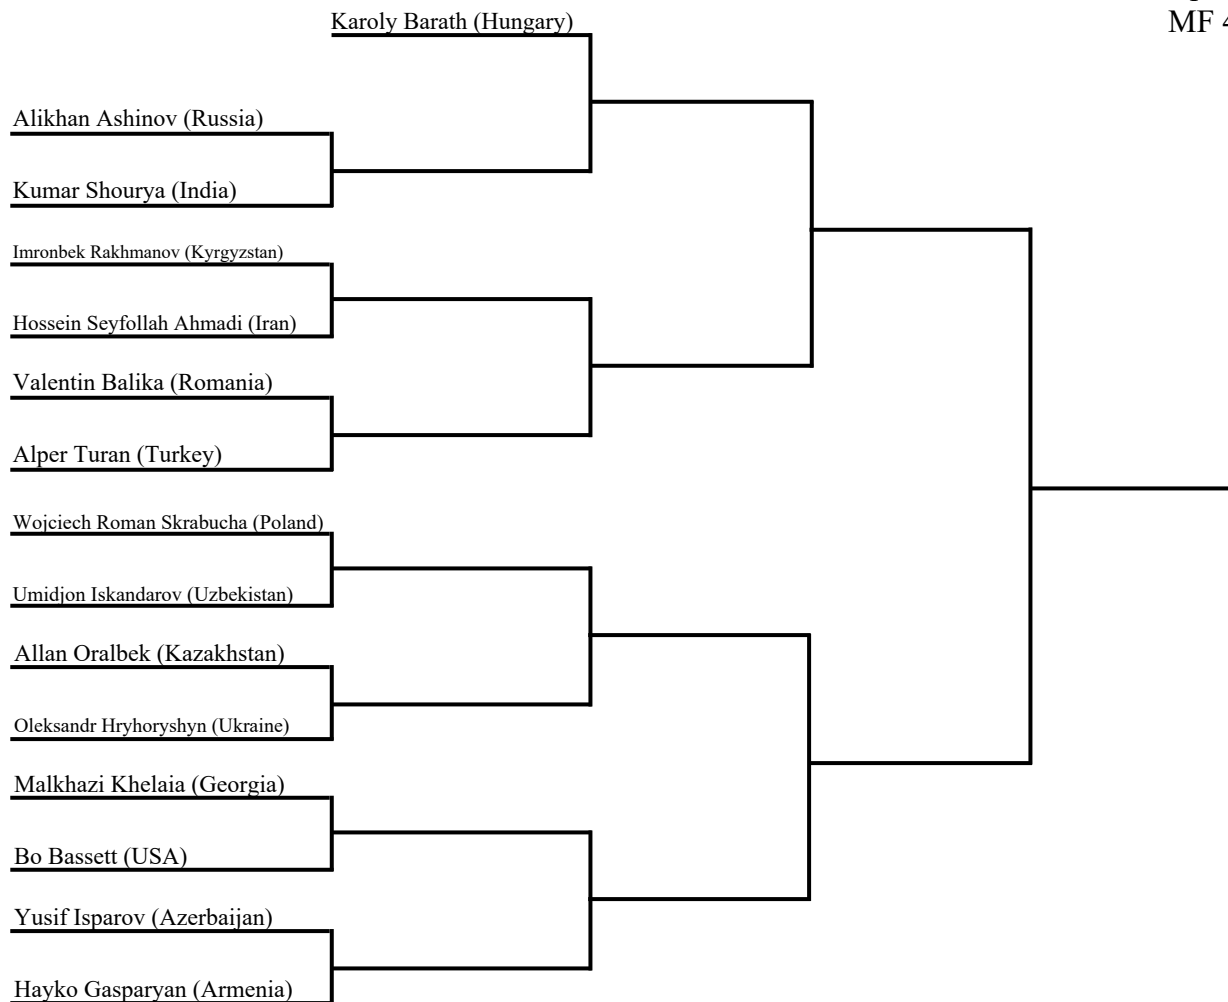 Karoly Barath (Hungary)
MF 4
Alikhan Ashinov (Russia)
Kumar Shourya (India)
Imronbek Rakhmanov (Kyrgyzstan)
Hossein Seyfollah Ahmadi (Iran)
Valentin Balika (Romania)
Alper Turan (Turkey)
Wojciech Roman Skrabucha (Poland)
Umidjon Iskandarov (Uzbekistan)
Allan Oralbek (Kazakhstan)
Oleksandr Hryhoryshyn (Ukraine)
Malkhazi Khelaia (Georgia)
Bo Bassett (USA)
Yusif Isparov (Azerbaijan)
Hayko Gasparyan (Armenia)